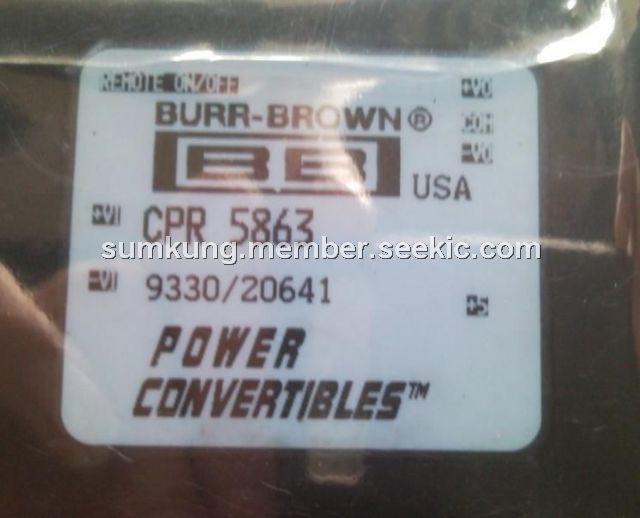 REMOTE ON/OFF
+VO
BURR-BROWN®
COM
BB
-VO
USA
+VI
CPR 5863
sumkung.member.seekic.com
-VI
9330/20641
+5
POWER
CONVERTIBLES™